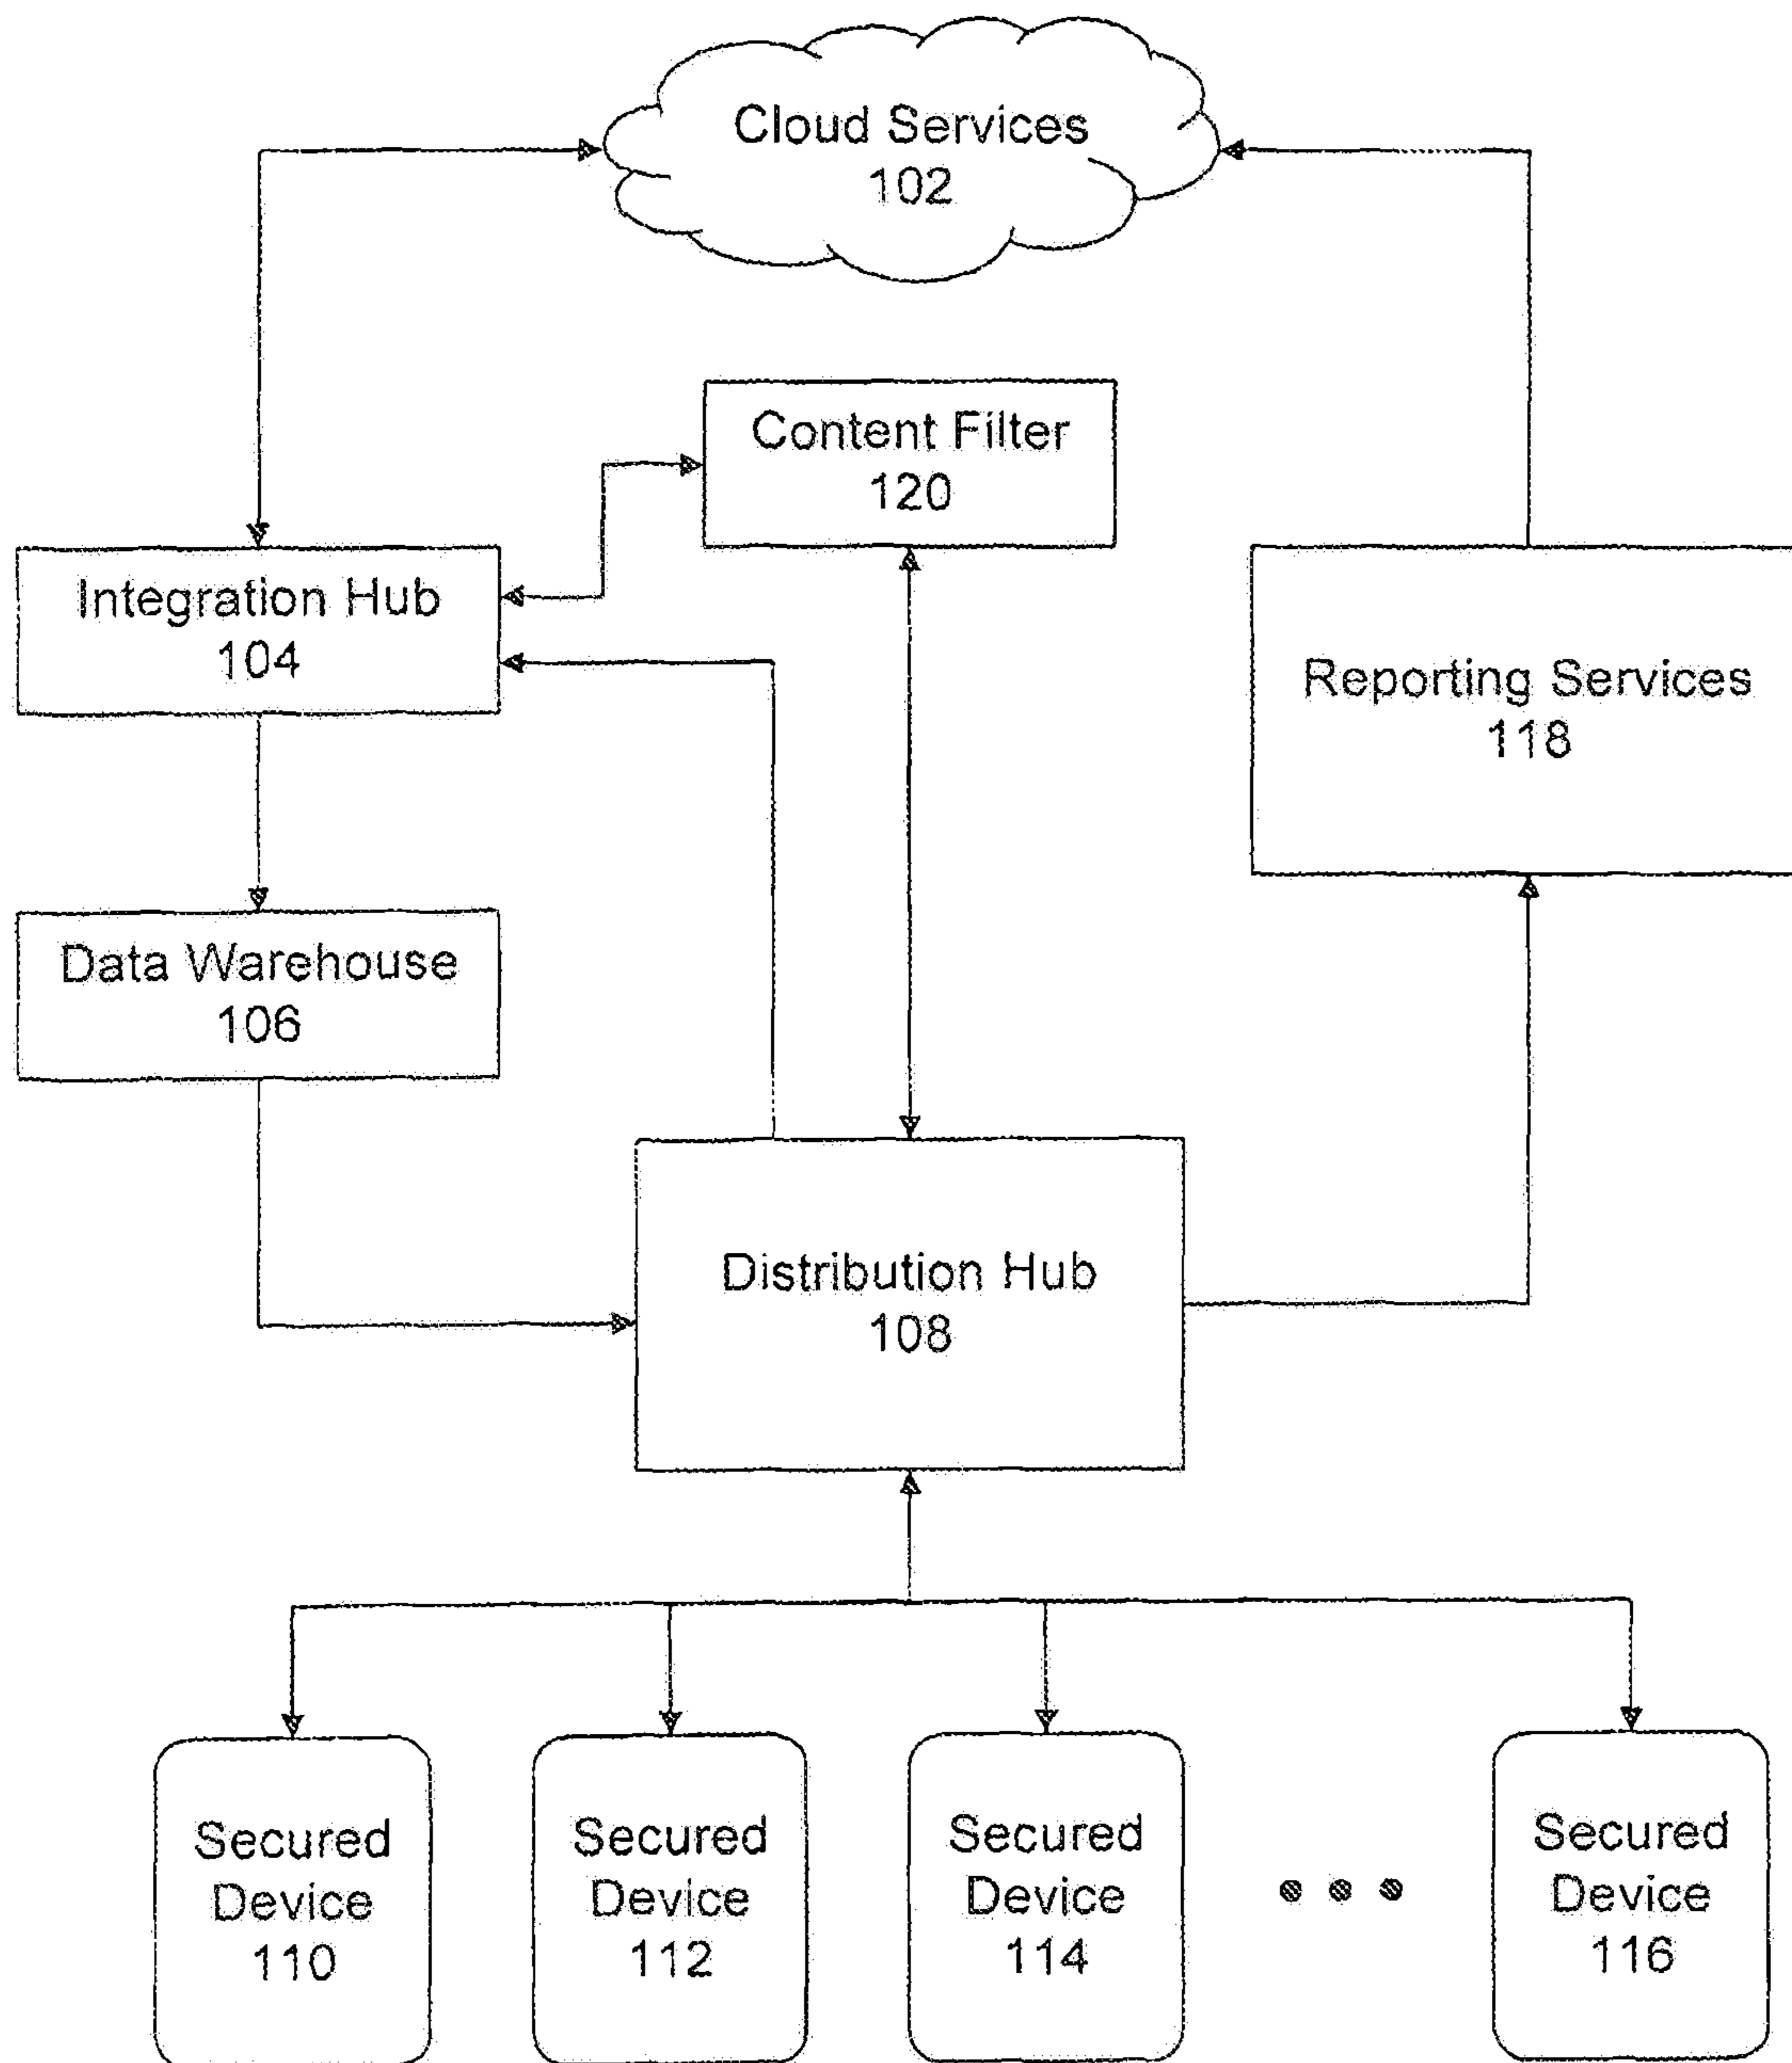 Cloud Services
102
Content Filter
120
Integration Hub
104
Reporting Services
118
Data Warehouse
106
Distribution Hub
108
Secured
Device
110
Secured
Device
112
Secured
Device
114
Secured
Device
116